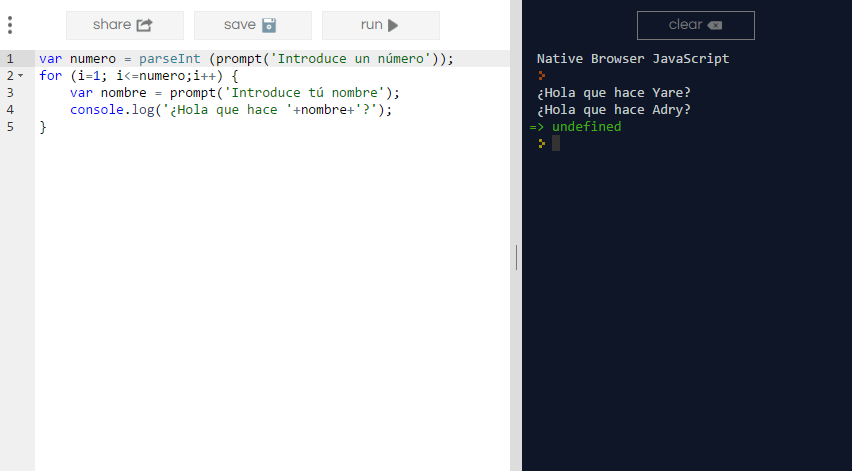 share save run clear
1 var numero = parseInt (prompt('Introduce un número'));
2 for (i=1; i<=numero;i++) {
3 var nombre = prompt('Introduce tú nombre');
4 console.log('¿Hola que hace '+nombre+'?');
5 }
Native Browser JavaScript
¿Hola que hace Yare?
¿Hola que hace Adry?
=> undefined